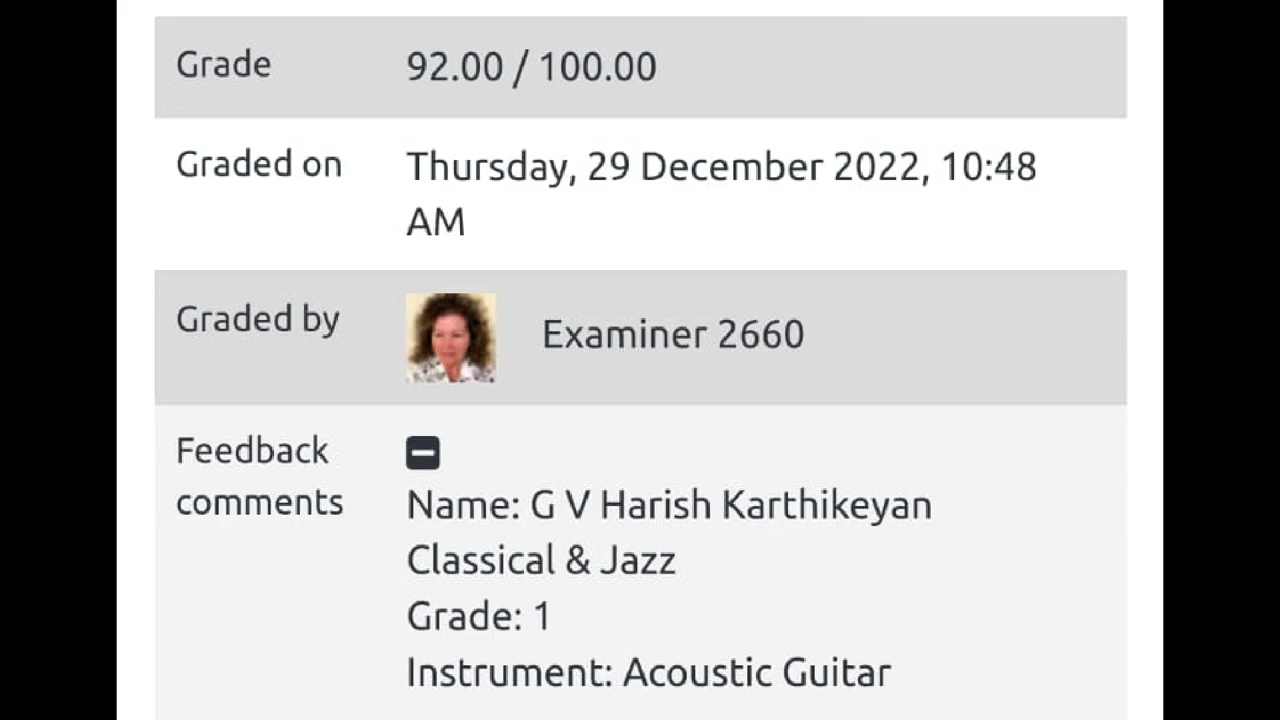 Grade 92.00 / 100.00
Graded on Thursday, 29 December 2022, 10:48
AM
Graded by Examiner 2660
Feedback
comments
Name: G V Harish Karthikeyan
Classical & Jazz
Grade: 1
Instrument: Acoustic Guitar